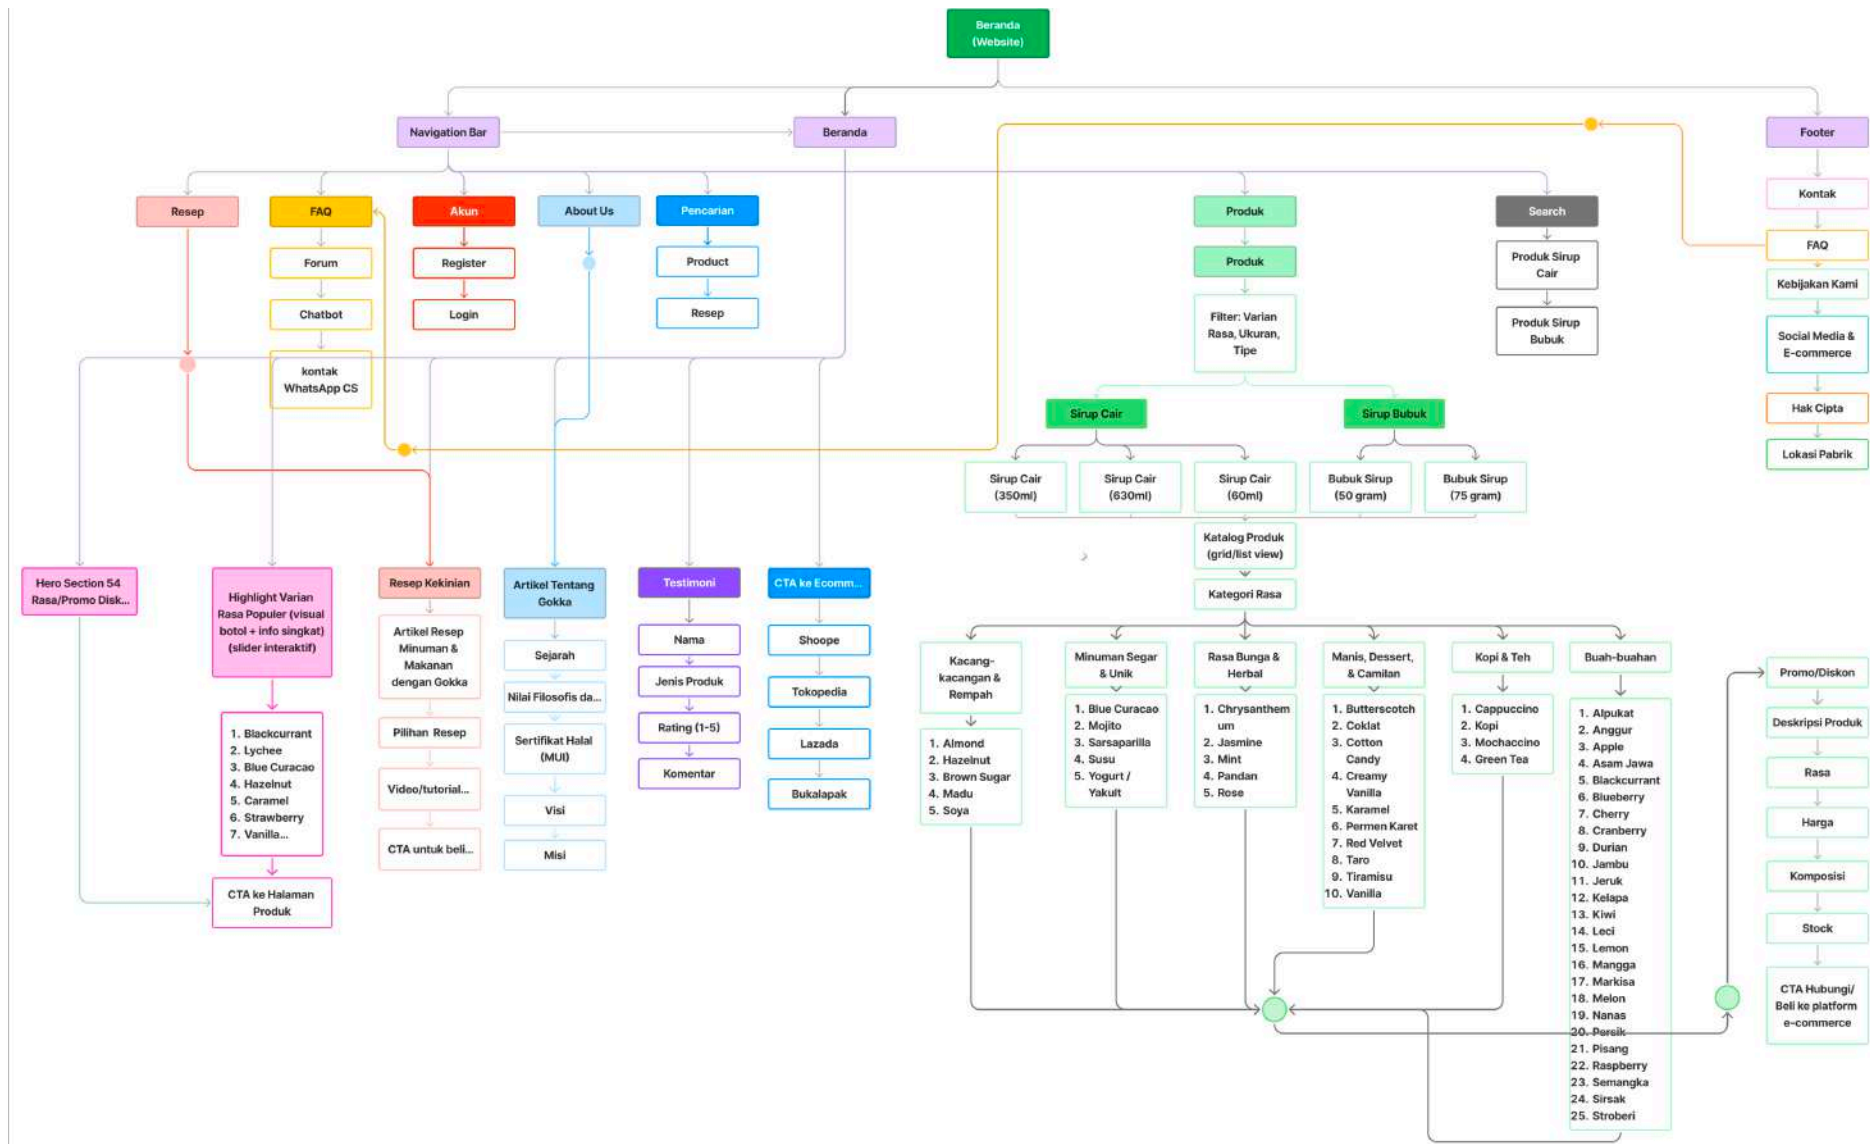 Beranda
(Website)
Navigation Bar
Beranda
Footer
Resep
FAQ
Akun
About Us
Pencarian
Produk
Search
Kontak
Forum
Register
Product
Produk
Produk Sirup
Cair
FAQ
Kebijakan Kami
Chatbot
Login
Resep
Filter: Varian
Rasa, Ukuran,
Tipe
Produk Sirup
Bubuk
Social Media &
E-commerce
kontak
WhatsApp CS
Sirup Cair
Sirup Bubuk
Hak Cipta
Lokasi Pabrik
Sirup Cair
(350ml)
Sirup Cair
(630ml)
Sirup Cair
(60ml)
Bubuk Sirup
(50 gram)
Bubuk Sirup
(75 gram)
Katalog Produk
(grid/list view)
Kategori Rasa
Hero Section 54
Rasa/Promo Disk...
Highlight Varian
Rasa Populer (visual
botol + info singkat)
(slider interaktif)
1. Blackcurrant
2. Lychee
3. Blue Curacao
4. Hazelnut
5. Caramel
6. Strawberry
7. Vanilla...
CTA ke Halaman
Produk
Resep Kekinian
Artikel Resep
Minuman &
Makanan
dengan Gokka
Pilihan Resep
Video/tutorial...
CTA untuk beli...
Artikel Tentang
Gokka
Sejarah
Nilai Filosofis da...
Sertifikat Halal
(MUI)
Visi
Misi
Testimoni
Nama
Jenis Produk
Rating (1-5)
Komentar
CTA ke Ecomm...
Shoope
Tokopedia
Lazada
Bukalapak
Kacang-
kacangan &
Rempah
1. Almond
2. Hazelnut
3. Brown Sugar
4. Madu
5. Soya
Minuman Segar
& Unik
1. Blue Curacao
2. Mojito
3. Sarsaparilla
4. Susu
5. Yogurt /
Yakult
Rasa Bunga &
Herbal
1. Chrysanthem
um
2. Jasmine
3. Mint
4. Pandan
5. Rose
Manis, Dessert,
& Camilan
1. Butterscotch
2. Coklat
3. Cotton
Candy
4. Creamy
Vanilla
5. Karamel
6. Permen Karet
7. Red Velvet
8. Taro
9. Tiramisu
10. Vanilla
Kopi & Teh
1. Cappuccino
2. Kopi
3. Mochaccino
4. Green Tea
Buah-buahan
1. Alpukat
2. Anggur
3. Apple
4. Asam Jawa
5. Blackcurrant
6. Blueberry
7. Cherry
8. Cranberry
9. Durian
10. Jambu
11. Jeruk
12. Kelapa
13. Kiwi
14. Leci
15. Lemon
16. Mangga
17. Markisa
18. Melon
19. Nanas
20. Persik
21. Pisang
22. Raspberry
23. Semangka
24. Sirsak
25. Stroberi
Promo/Diskon
Deskripsi Produk
Rasa
Harga
Komposisi
Stock
CTA Hubungi/
Beli ke platform
e-commerce